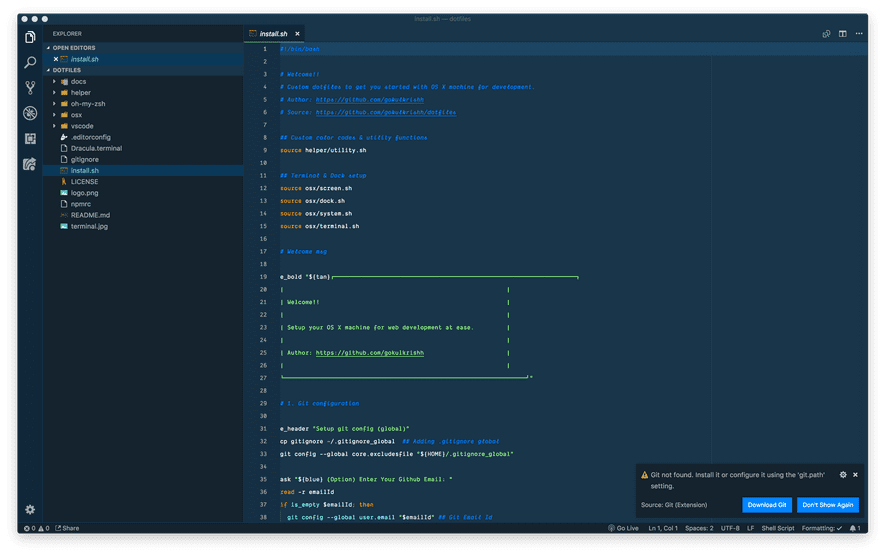 install.sh — dotfiles
EXPLORER
OPEN EDITORS
install.sh
DOTFILES
docs
helper
oh-my-zsh
osx
vscode
.editorconfig
Dracula.terminal
gitignore
install.sh
LICENSE
logo.png
npmrc
README.md
terminal.jpg
install.sh
1 #!/bin/bash
2
3 # Welcome!!
4 # Custom dotfiles to get you started with OS X machine for development.
5 # Author: https://github.com/gokulkrishh
6 # Source: https://github.com/gokulkrishh/dotfiles
7
8 ## Custom color codes & utility functions
9 source helper/utility.sh
10
11 ## Terminal & Dock setup
12 source osx/screen.sh
13 source osx/dock.sh
14 source osx/system.sh
15 source osx/terminal.sh
16
17 # Welcome msg
18
19 e_bold "${tan}
20 | |
21 | Welcome!! |
22 | |
23 | Setup your OS X machine for web development at ease. |
24 | |
25 | Author: https://github.com/gokulkrishh |
26 | |
27 "
28
29 # 1. Git configuration
30
31 e_header "Setup git config (global)"
32 cp gitignore ~/.gitignore_global ## Adding .gitignore global
33 git config --global core.excludesfile "${HOME}/.gitignore_global"
34
35 ask "${blue} (Option) Enter Your Github Email: "
36 read -r emailId
37 if is_empty $emailId; then
38 git config --global user.email "$emailId" ## Git Email Id
Git not found. Install it or configure it using the 'git.path'
setting.
Source: Git (Extension)
Download Git
Don't Show Again
0 0 Share
Go Live Ln 1, Col 1 Spaces: 2 UTF-8 LF Shell Script Formatting: ✓ 1